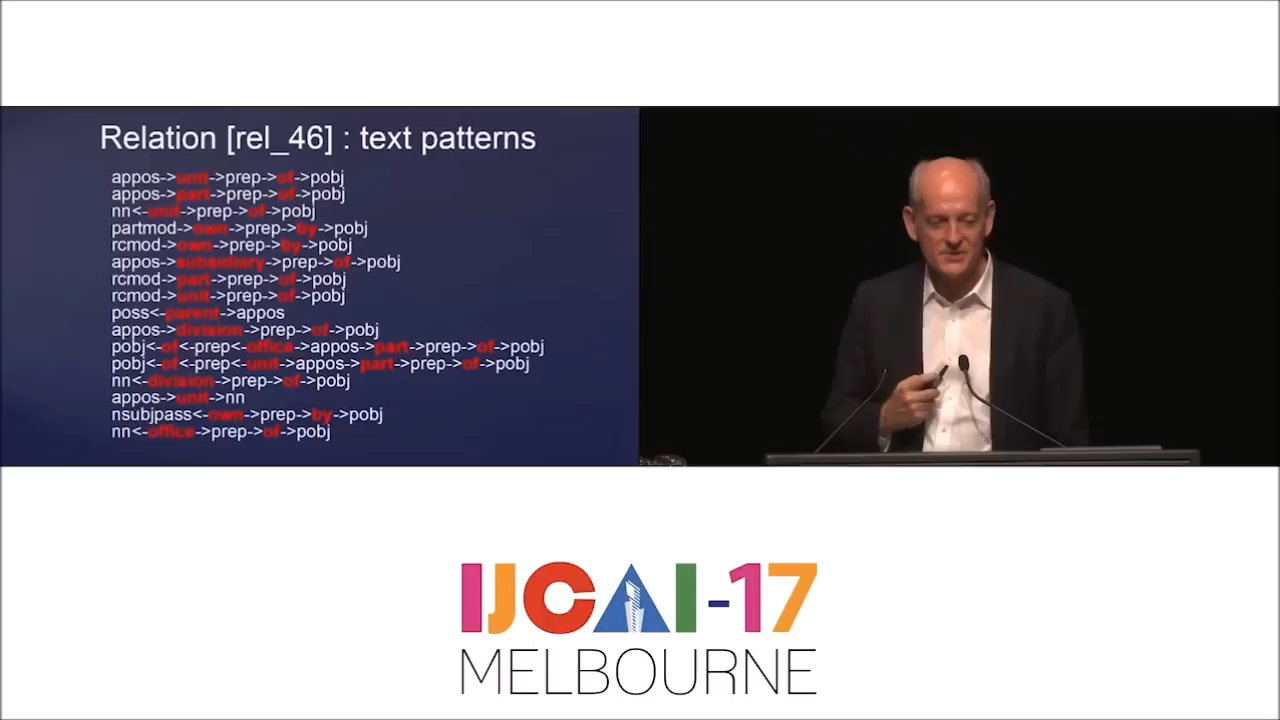 Relation [rel_46] : text patterns
appos->unit->prep->of->pobj
appos->part->prep->of->pobj
nn<-unit->prep->of->pobj
partmod->own->prep->by->pobj
rcmod->own->prep->by->pobj
appos->subsidiary->prep->of->pobj
rcmod->part->prep->of->pobj
rcmod->unit->prep->of->pobj
poss<-parent->appos
appos->division->prep->of->pobj
pobj<-of<-prep<-office->appos->part->prep->of->pobj
pobj<-of<-prep<-unit->appos->part->prep->of->pobj
nn<-division->prep->of->pobj
appos->unit->nn
nsubjpass<-own->prep->by->pobj
nn<-office->prep->of->pobj
IJCAI-17
MELBOURNE